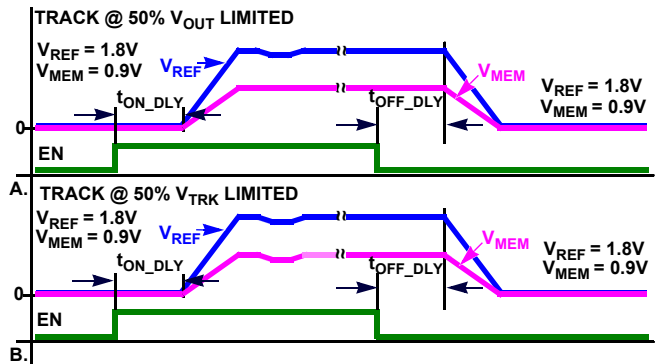 TRACK @ 50% VOUT LIMITED
VREF = 1.8V
VMEM = 0.9V
VREF
VMEM
VREF = 1.8V
VMEM = 0.9V
tON_DLY
tOFF_DLY
0
EN
A.
TRACK @ 50% VTRK LIMITED
VREF = 1.8V
VMEM = 0.9V
VREF
VMEM
VREF = 1.8V
VMEM = 0.9V
tON_DLY
tOFF_DLY
0
EN
B.